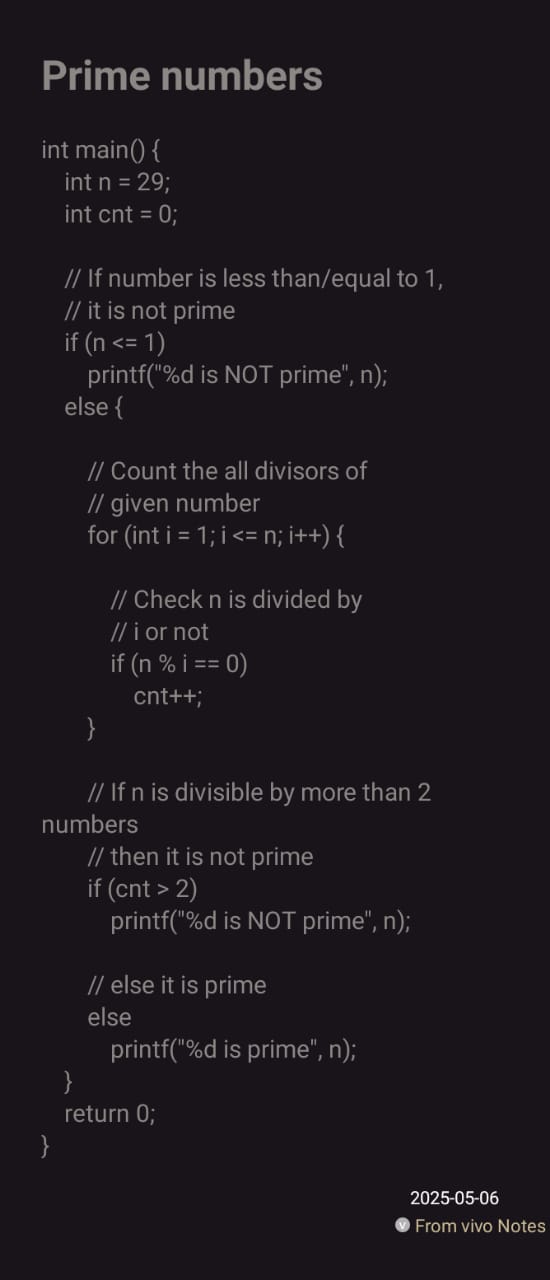 Prime numbers
int main() {
    int n = 29;
    int cnt = 0;

    // If number is less than/equal to 1,
    // it is not prime
    if (n <= 1)
        printf("%d is NOT prime", n);
    else {

        // Count the all divisors of
        // given number
        for (int i = 1; i <= n; i++) {

            // Check n is divided by
            // i or not
            if (n % i == 0)
                cnt++;
        }

        // If n is divisible by more than 2
numbers
        // then it is not prime
        if (cnt > 2)
            printf("%d is NOT prime", n);

        // else it is prime
        else
            printf("%d is prime", n);
    }
    return 0;
}
2025-05-06
From vivo Notes